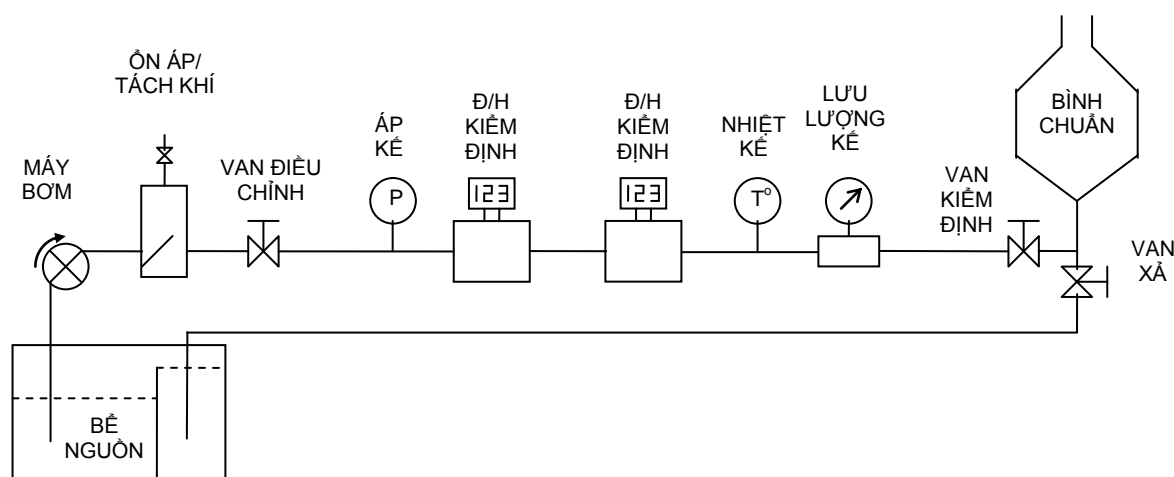 ỔN ÁP/
TÁCH KHÍ
MÁY
BƠM
VAN ĐIỀU
CHỈNH
ÁP
KẾ
P
Đ/H
KIỂM
ĐỊNH
123
Đ/H
KIỂM
ĐỊNH
123
NHIỆT
KẾ
Tº
LƯU
LƯỢNG
KẾ
VAN
KIỂM
ĐỊNH
BÌNH
CHUẨN
VAN
XẢ
BỂ
NGUỒN